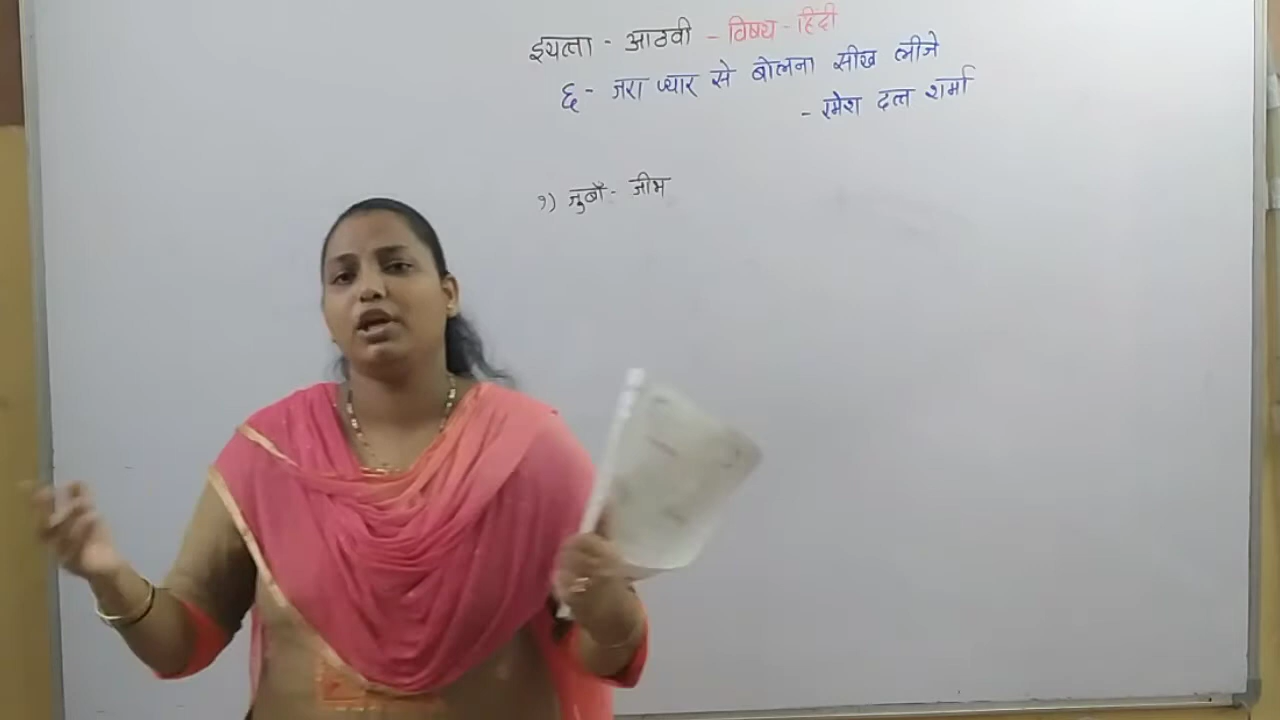 इयत्ता - आठवी - विषय - हिंदी
६ - जरा प्यार से बोलना सीख लीजे
- रमेश दत्त शर्मा
१) जुबाँ - जीभ